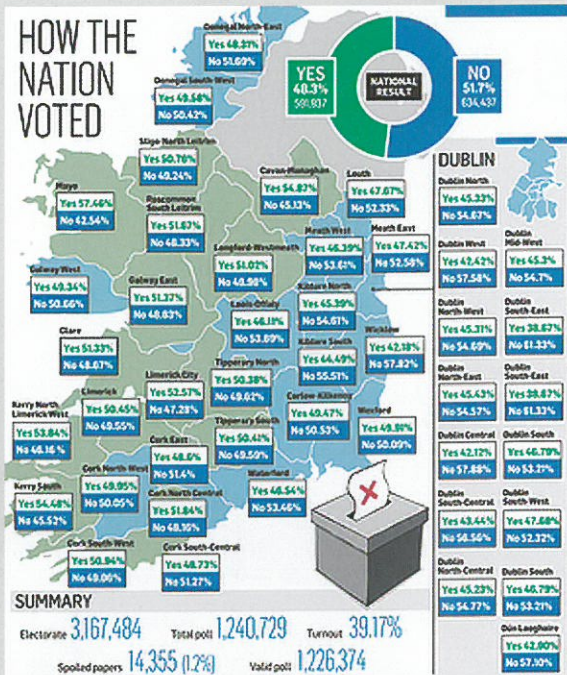 HOW THE
NATION
VOTED
YES
48.3%
591,937
NATIONAL
RESULT
NO
51.7%
634,437
Donegal North-East
Yes 48.31%
No 51.69%
Donegal South-West
Yes 49.58%
No 50.42%
Sligo-North Leitrim
Yes 50.76%
No 49.24%
Cavan-Monaghan
Yes 54.87%
No 45.13%
Louth
Yes 47.67%
No 52.33%
Mayo
Yes 57.46%
No 42.54%
Roscommon
South Leitrim
Yes 51.67%
No 48.33%
Longford-Westmeath
Yes 51.02%
No 48.98%
Meath West
Yes 46.39%
No 53.61%
Meath East
Yes 47.42%
No 52.58%
Galway West
Yes 49.34%
No 50.66%
Galway East
Yes 51.37%
No 48.63%
Laois-Offaly
Yes 46.11%
No 53.89%
Kildare North
Yes 45.39%
No 54.61%
Kildare South
Yes 44.49%
No 55.51%
Wicklow
Yes 42.18%
No 57.82%
Clare
Yes 51.33%
No 48.67%
Limerick City
Yes 52.57%
No 47.28%
Tipperary North
Yes 50.38%
No 49.62%
Limerick
Yes 50.45%
No 49.55%
Kerry North
Limerick West
Yes 53.84%
No 46.16%
Carlow-Kilkenny
Yes 49.47%
No 50.53%
Wexford
Yes 49.91%
No 50.09%
Tipperary South
Yes 50.41%
No 49.59%
Cork East
Yes 48.6%
No 51.4%
Cork North-West
Yes 49.95%
No 50.05%
Waterford
Yes 46.54%
No 53.46%
Kerry South
Yes 54.48%
No 45.52%
Cork North Central
Yes 51.84%
No 48.16%
Cork South-West
Yes 50.94%
No 49.06%
Cork South-Central
Yes 48.73%
No 51.27%
DUBLIN
Dublin North
Yes 45.33%
No 54.67%
Dublin West
Yes 42.42%
No 57.58%
Dublin
Mid-West
Yes 45.3%
No 54.7%
Dublin
North-West
Yes 45.31%
No 54.69%
Dublin
South-East
Yes 38.67%
No 61.33%
Dublin
North-East
Yes 45.43%
No 54.57%
Dublin
South-East
Yes 38.67%
No 61.33%
Dublin Central
Yes 42.12%
No 57.88%
Dublin South
Yes 46.79%
No 53.21%
Dublin
South-Central
Yes 43.44%
No 56.56%
Dublin
South-West
Yes 47.68%
No 52.32%
Dublin
North-Central
Yes 45.23%
No 54.77%
Dublin South
Yes 46.79%
No 53.21%
Dún Laoghaire
Yes 42.90%
No 57.10%
SUMMARY
Electorate 3,167,484 Total poll 1,240,729 Turnout 39.17%
Spoiled papers 14,355 (1.2%) Valid poll 1,226,374